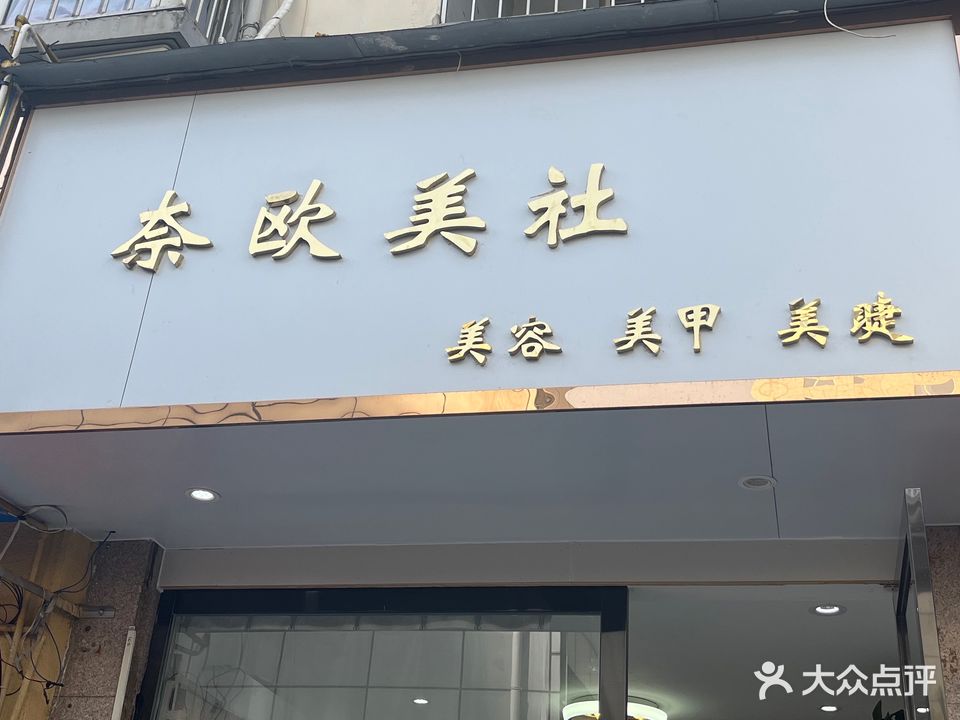 奈欧美社
美容 美甲 美睫
大众点评